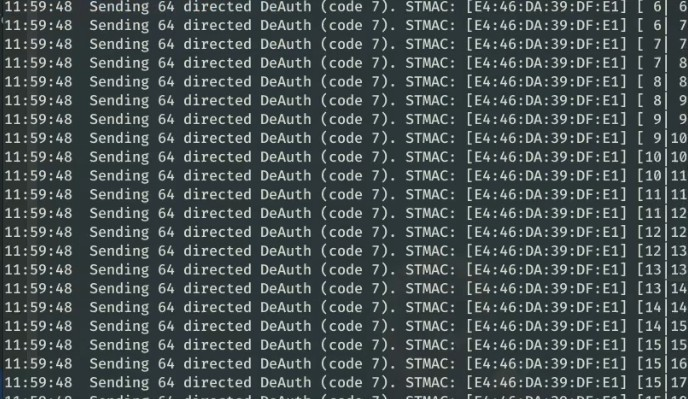 11:59:48 Sending 64 directed DeAuth (code 7). STMAC: [E4:46:DA:39:DF:E1] [ 6| 6
11:59:48 Sending 64 directed DeAuth (code 7). STMAC: [E4:46:DA:39:DF:E1] [ 6| 7
11:59:48 Sending 64 directed DeAuth (code 7). STMAC: [E4:46:DA:39:DF:E1] [ 7| 7
11:59:48 Sending 64 directed DeAuth (code 7). STMAC: [E4:46:DA:39:DF:E1] [ 7| 8
11:59:48 Sending 64 directed DeAuth (code 7). STMAC: [E4:46:DA:39:DF:E1] [ 8| 8
11:59:48 Sending 64 directed DeAuth (code 7). STMAC: [E4:46:DA:39:DF:E1] [ 8| 9
11:59:48 Sending 64 directed DeAuth (code 7). STMAC: [E4:46:DA:39:DF:E1] [ 9| 9
11:59:48 Sending 64 directed DeAuth (code 7). STMAC: [E4:46:DA:39:DF:E1] [ 9|10
11:59:48 Sending 64 directed DeAuth (code 7). STMAC: [E4:46:DA:39:DF:E1] [10|10
11:59:48 Sending 64 directed DeAuth (code 7). STMAC: [E4:46:DA:39:DF:E1] [10|11
11:59:48 Sending 64 directed DeAuth (code 7). STMAC: [E4:46:DA:39:DF:E1] [11|11
11:59:48 Sending 64 directed DeAuth (code 7). STMAC: [E4:46:DA:39:DF:E1] [11|12
11:59:48 Sending 64 directed DeAuth (code 7). STMAC: [E4:46:DA:39:DF:E1] [12|12
11:59:48 Sending 64 directed DeAuth (code 7). STMAC: [E4:46:DA:39:DF:E1] [12|13
11:59:48 Sending 64 directed DeAuth (code 7). STMAC: [E4:46:DA:39:DF:E1] [13|13
11:59:48 Sending 64 directed DeAuth (code 7). STMAC: [E4:46:DA:39:DF:E1] [13|14
11:59:48 Sending 64 directed DeAuth (code 7). STMAC: [E4:46:DA:39:DF:E1] [14|14
11:59:48 Sending 64 directed DeAuth (code 7). STMAC: [E4:46:DA:39:DF:E1] [14|15
11:59:48 Sending 64 directed DeAuth (code 7). STMAC: [E4:46:DA:39:DF:E1] [15|15
11:59:48 Sending 64 directed DeAuth (code 7). STMAC: [E4:46:DA:39:DF:E1] [15|16
11:59:48 Sending 64 directed DeAuth (code 7). STMAC: [E4:46:DA:39:DF:E1] [15|17